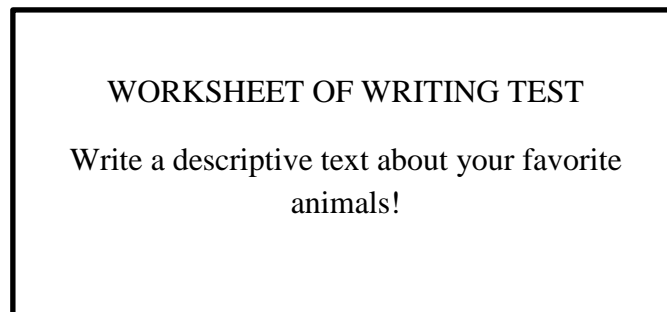 WORKSHEET OF WRITING TEST
Write a descriptive text about your favorite
animals!